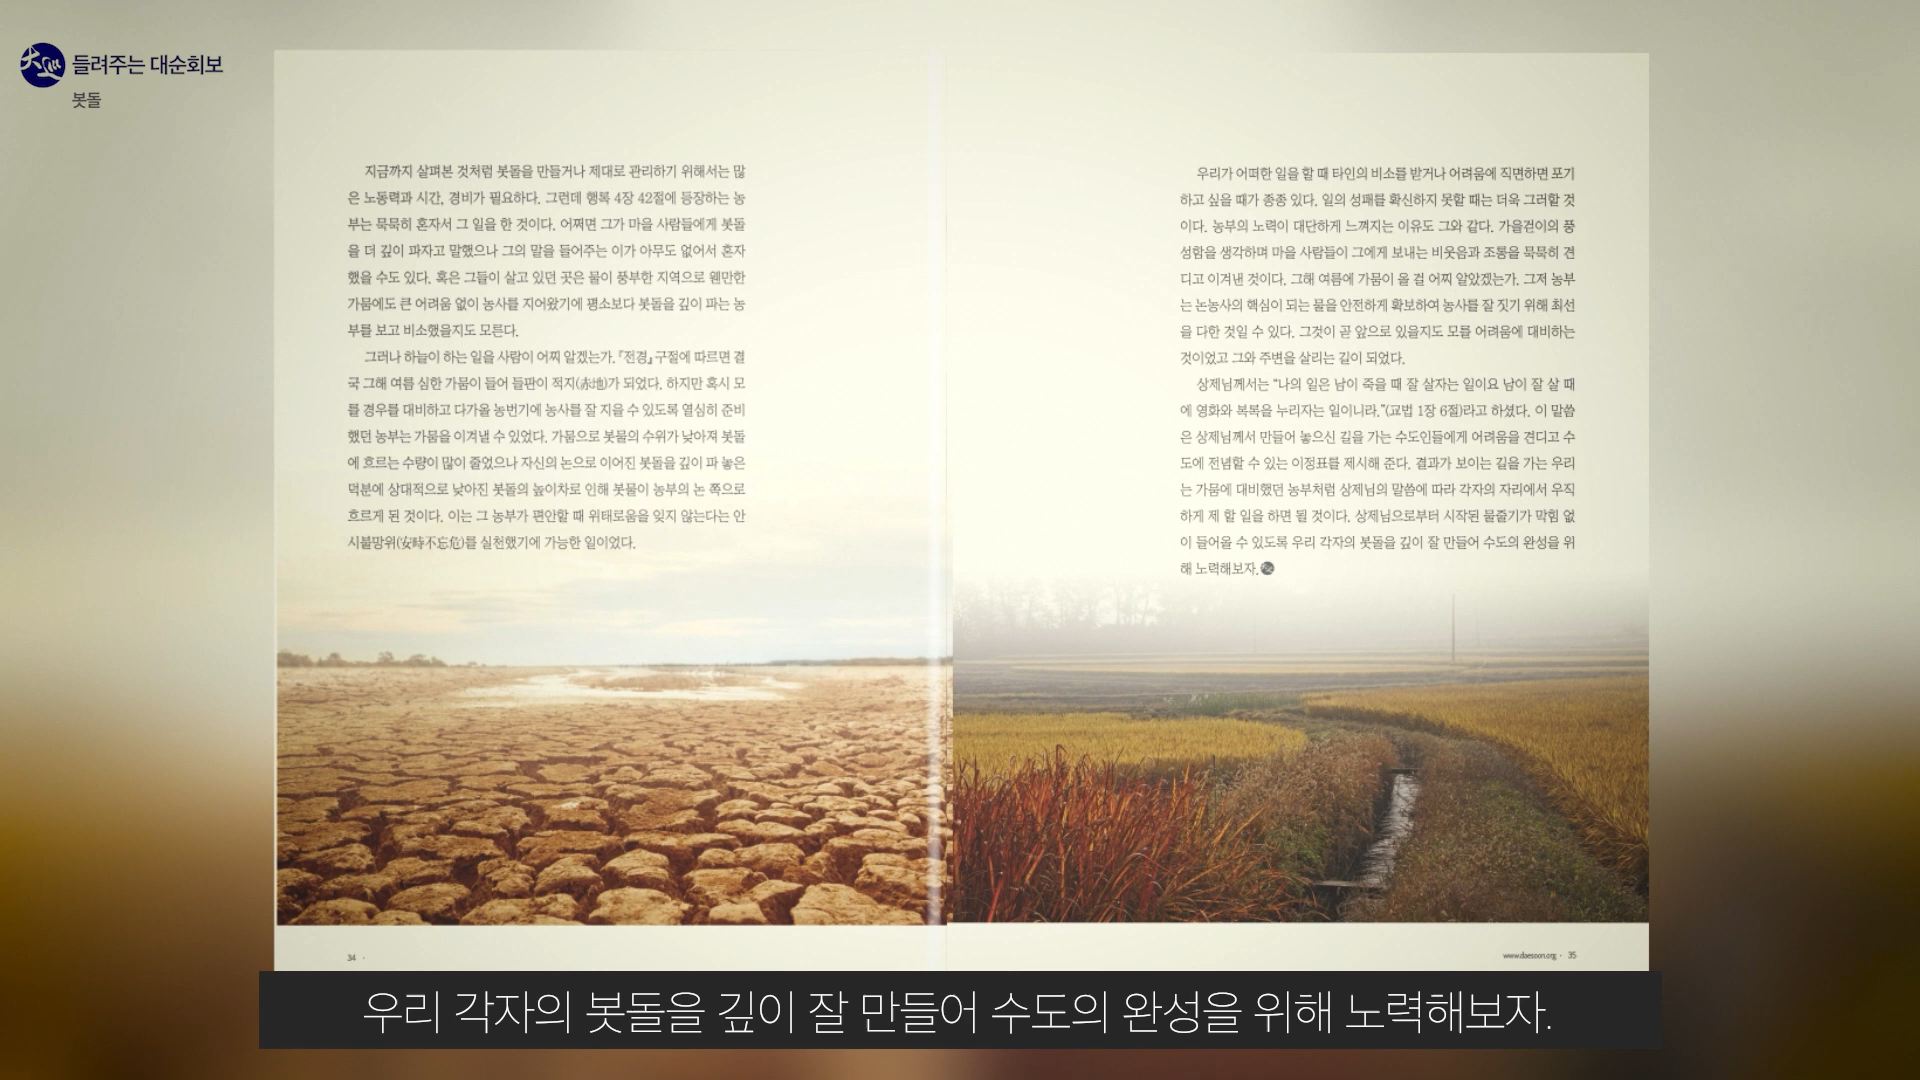 들려주는 대순회보
봇돌
지금까지 살펴본 것처럼 봇돌을 만들거나 제대로 관리하기 위해서는 많
은 노동력과 시간, 경비가 필요하다. 그런데 행록 4장 42절에 등장하는 농
부는 묵묵히 혼자서 그 일을 한 것이다. 어쩌면 그가 마을 사람들에게 봇돌
을 더 깊이 파자고 말했으나 그의 말을 들어주는 이가 아무도 없어서 혼자
했을 수도 있다. 혹은 그들이 살고 있던 곳은 물이 풍부한 지역으로 웬만한
가뭄에도 큰 어려움 없이 농사를 지어왔기에 평소보다 봇돌을 깊이 파는 농
부를 보고 비소했을지도 모른다.
그러나 하늘이 하는 일을 사람이 어찌 알겠는가. 『전경』 구절에 따르면 결
국 그해 여름 심한 가뭄이 들어 들판이 적지(赤地)가 되었다. 하지만 혹시 모
를 경우를 대비하고 다가올 농번기에 농사를 잘 지을 수 있도록 열심히 준비
했던 농부는 가뭄을 이겨낼 수 있었다. 가뭄으로 봇물의 수위가 낮아져 봇돌
에 흐르는 수량이 많이 줄었으나 자신의 논으로 이어진 봇돌을 깊이 파 놓은
덕분에 상대적으로 낮아진 봇돌의 높이차로 인해 봇물이 농부의 논 쪽으로
흐르게 된 것이다. 이는 그 농부가 편안할 때 위태로움을 잊지 않는다는 안
시불망위(安時不忘危)를 실천했기에 가능한 일이었다.
34
우리가 어떠한 일을 할 때 타인의 비소를 받거나 어려움에 직면하면 포기
하고 싶을 때가 종종 있다. 일의 성패를 확신하지 못할 때는 더욱 그러할 것
이다. 농부의 노력이 대단하게 느껴지는 이유도 그와 같다. 가을걷이의 풍
성함을 생각하며 마을 사람들이 그에게 보내는 비웃음과 조롱을 묵묵히 견
디고 이겨낸 것이다. 그해 여름에 가뭄이 올 걸 어찌 알았겠는가. 그저 농부
는 논농사의 핵심이 되는 물을 안전하게 확보하여 농사를 잘 짓기 위해 최선
을 다한 것일 수 있다. 그것이 곧 앞으로 있을지도 모를 어려움에 대비하는
것이었고 그와 주변을 살리는 길이 되었다.
상제님께서는 “나의 일은 남이 죽을 때 잘 살자는 일이요 남이 잘 살 때
에 영화와 복록을 누리자는 일이니라.”(교법 1장 6절)라고 하셨다. 이 말씀
은 상제님께서 만들어 놓으신 길을 가는 수도인들에게 어려움을 견디고 수
도에 전념할 수 있는 이정표를 제시해 준다. 결과가 보이는 길을 가는 우리
는 가뭄에 대비했던 농부처럼 상제님의 말씀에 따라 각자의 자리에서 우직
하게 제 할 일을 하면 될 것이다. 상제님으로부터 시작된 물줄기가 막힘 없
이 들어올 수 있도록 우리 각자의 봇돌을 깊이 잘 만들어 수도의 완성을 위
해 노력해보자.
www.daesoon.org · 35
우리 각자의 봇돌을 깊이 잘 만들어 수도의 완성을 위해 노력해보자.